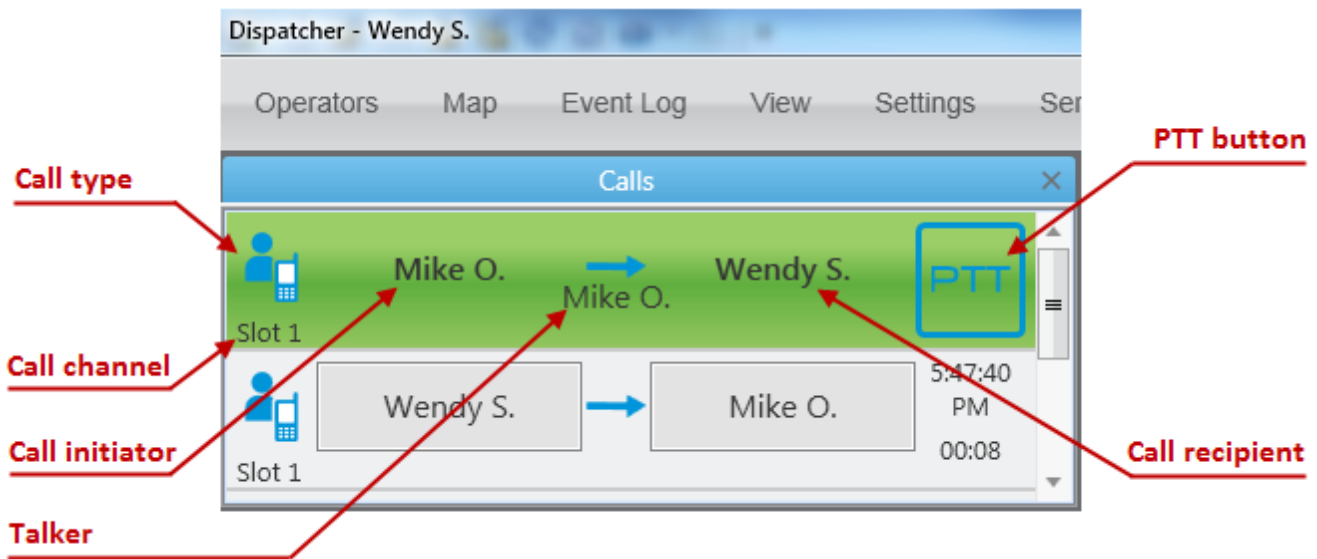 Dispatcher - Wendy S.
Operators Map Event Log View Settings Ser
PTT button
Call type
Calls
Mike O. Wendy S. PTT
Mike O.
Slot 1
Call channel
Wendy S. Mike O. 5:47:40
PM
00:08
Call initiator
Call recipient
Slot 1
Talker